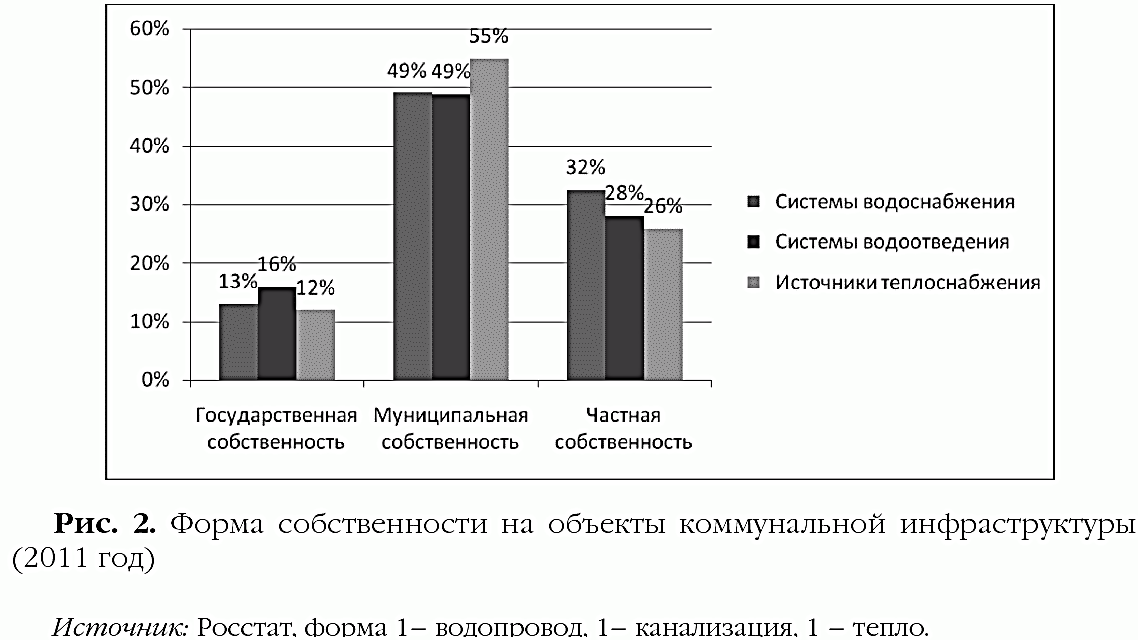 60%
50%
40%
30%
20%
10%
0%
13%
16%
12%
49%
49%
55%
32%
28%
26%
Государственная
собственность
Муниципальная
собственность
Частная
собственность
Системы водоснабжения
Системы водоотведения
Источники теплоснабжения
Рис. 2. Форма собственности на объекты коммунальной инфраструктуры
(2011 год)
Источник: Росстат, форма 1– водопровод, 1– канализация, 1 – тепло.